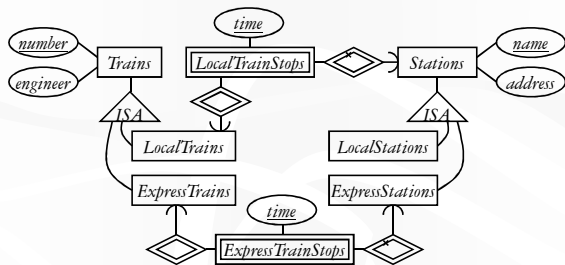 time
number
name
Trains
LocalTrainStops
Stations
engineer
address
ISA
ISA
LocalTrains
LocalStations
ExpressTrains
ExpressStations
time
ExpressTrainStops